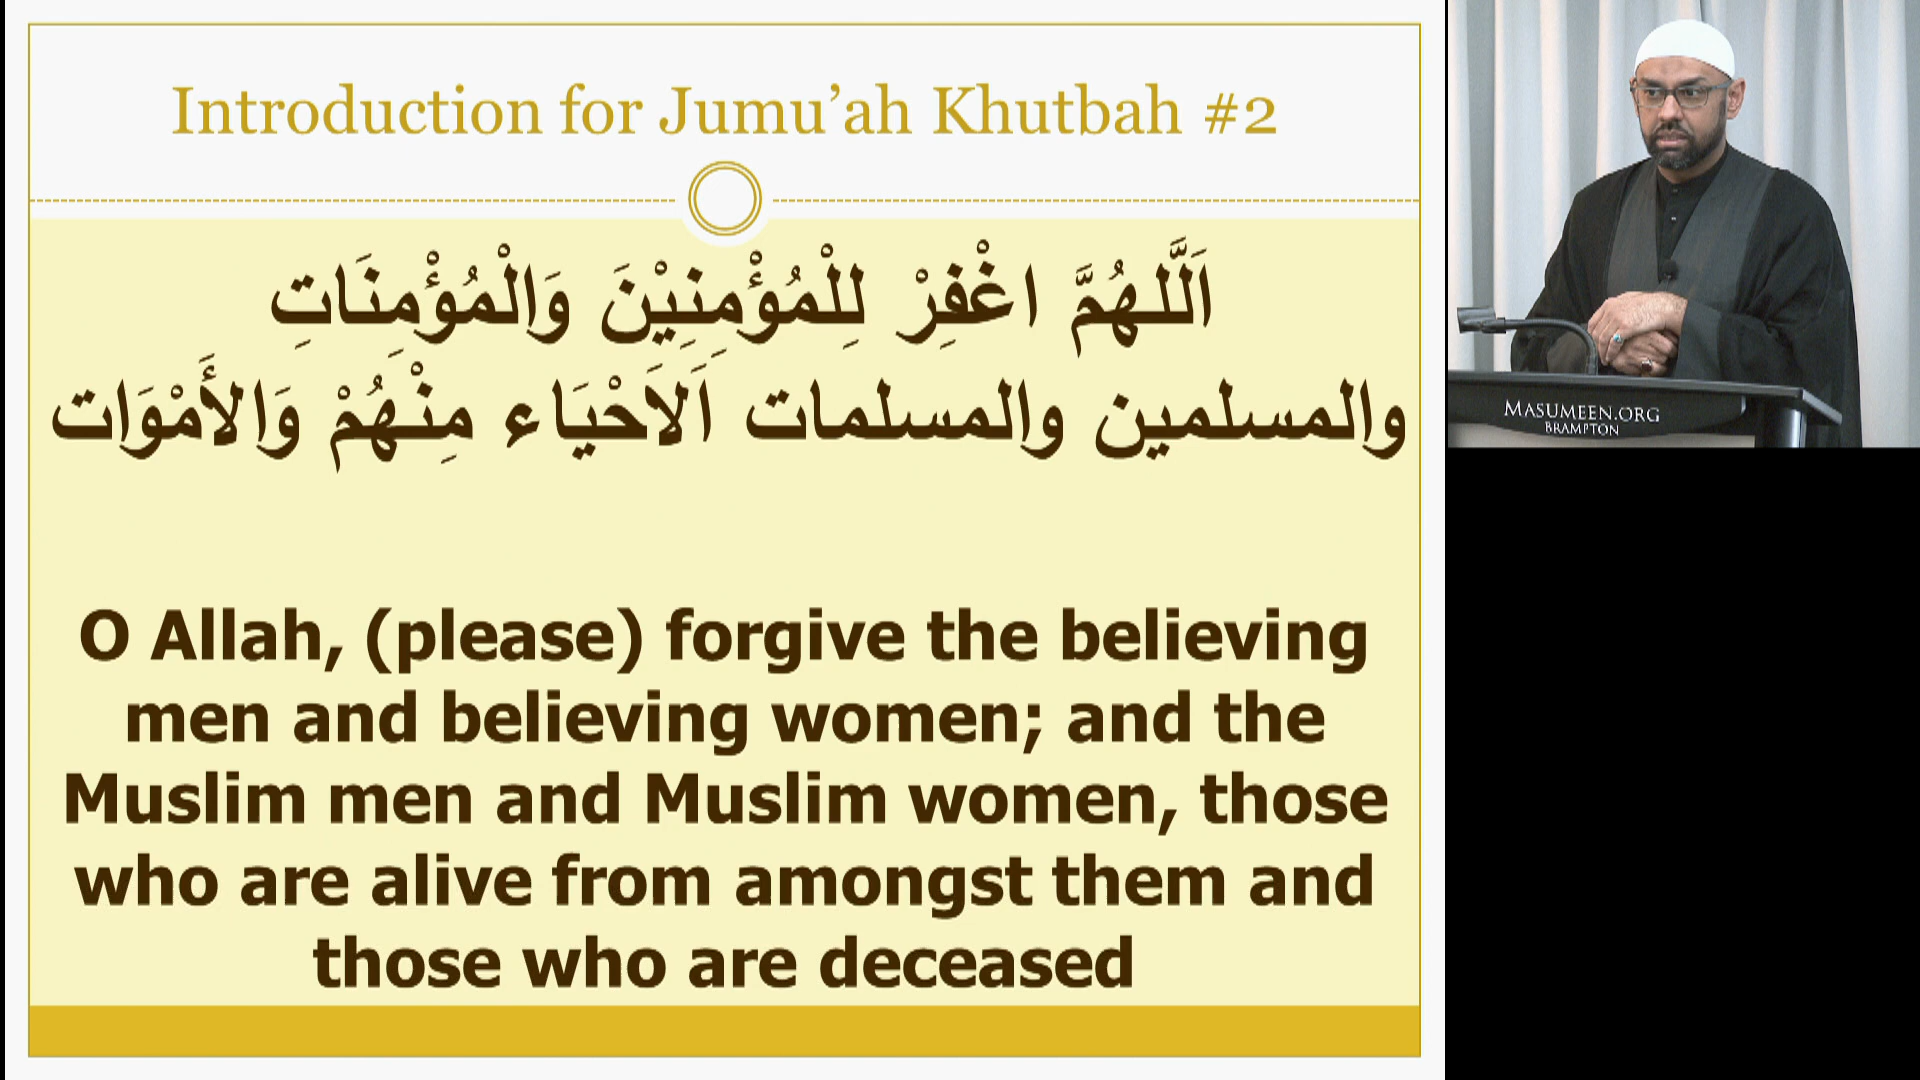 Introduction for Jumu’ah Khutbah #2
اَلَّلهُمَّ اغْفِرْ لِلْمُؤْمِنِيْنَ وَالْمُؤْمِنَاتِ
والمسلمين والمسلمات اَلاَحْيَاء مِنْهُمْ وَالأَمْوَات
O Allah, (please) forgive the believing
men and believing women; and the
Muslim men and Muslim women, those
who are alive from amongst them and
those who are deceased
MASUMEEN.ORG
BRAMPTON